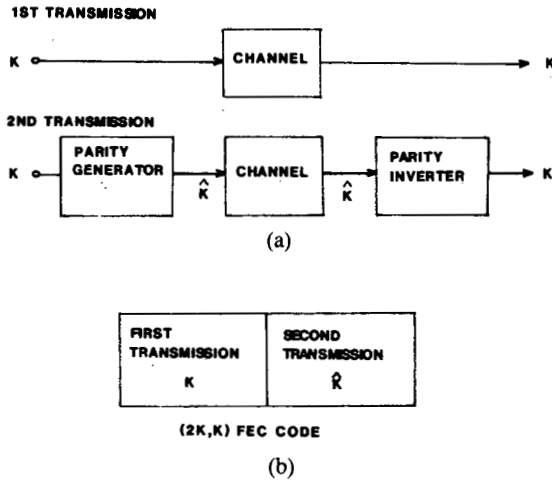 1ST TRANSMISSION
K
CHANNEL
K
2ND TRANSMISSION
K
PARITY
GENERATOR
K̂
CHANNEL
K̂
PARITY
INVERTER
K
(a)
FIRST
TRANSMISSION
K
SECOND
TRANSMISSION
K̂
(2K,K) FEC CODE
(b)